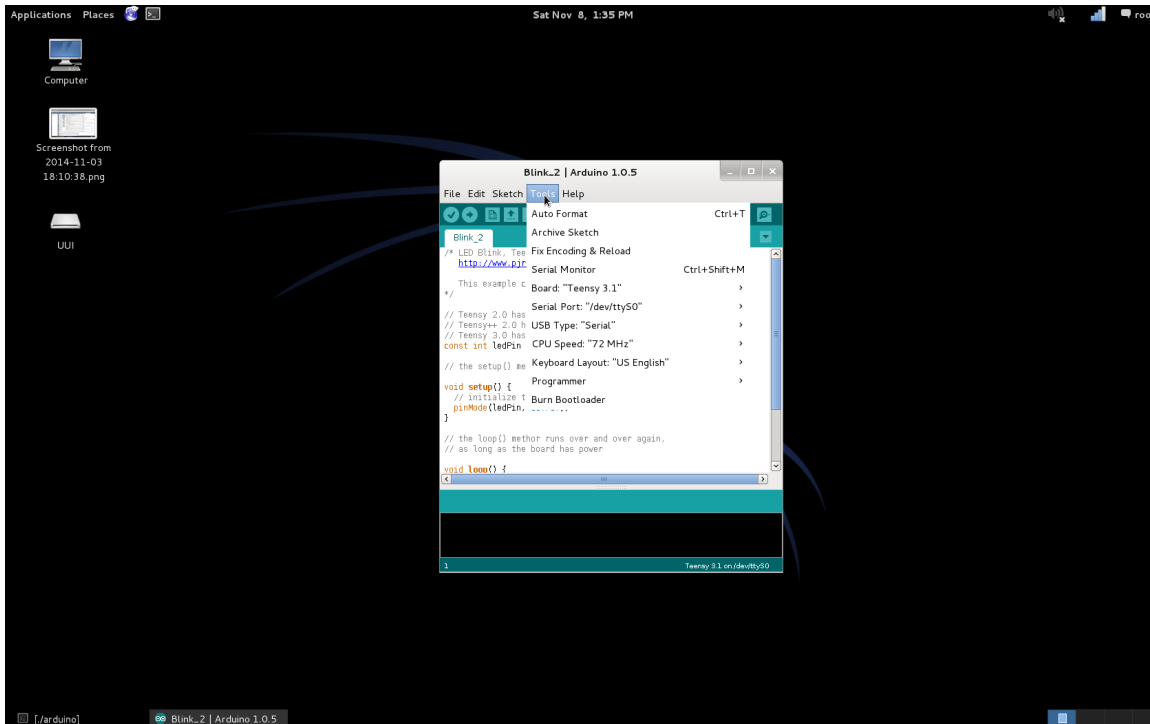 Applications Places
Sat Nov 8, 1:35 PM
roo
Computer
Screenshot from
2014-11-03
18:10:38.png
UUI
Blink_2 | Arduino 1.0.5
File Edit Sketch Tools Help
Blink_2
Auto Format Ctrl+T
Archive Sketch
Fix Encoding & Reload
Serial Monitor Ctrl+Shift+M
Board: "Teensy 3.1"
Serial Port: "/dev/ttyS0"
USB Type: "Serial"
CPU Speed: "72 MHz"
Keyboard Layout: "US English"
Programmer
Burn Bootloader
/* LED Blink, Tee
http://www.pjr
This example c
*/
// Teensy 2.0 has
// Teensy++ 2.0 h
// Teensy 3.0 has
const int ledPin
// the setup() me
void setup() {
// initialize t
pinMode(ledPin,
}
// the loop() methor runs over and over again,
// as long as the board has power
void loop() {
1 Teensy 3.1 on /dev/ttyS0
[./arduino] Blink_2 | Arduino 1.0.5